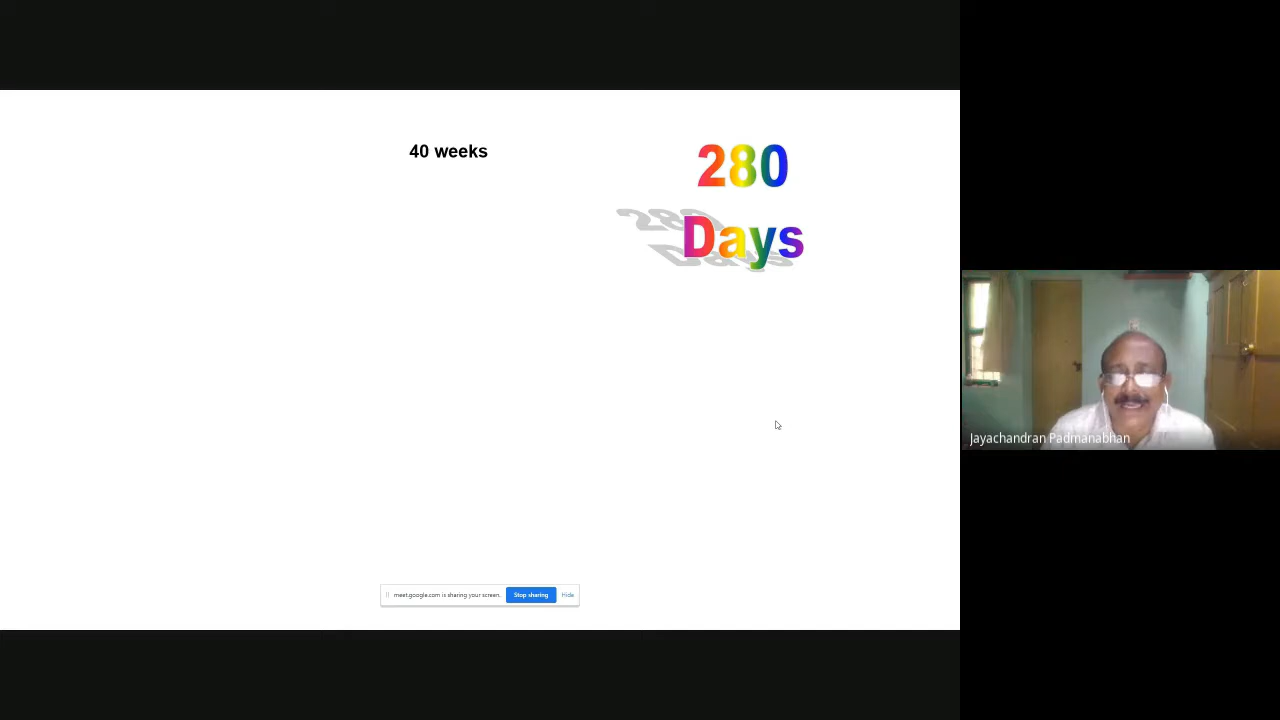 40 weeks
280
Days
meet.google.com is sharing your screen.
Stop sharing
Hide
Jayachandran Padmanabhan